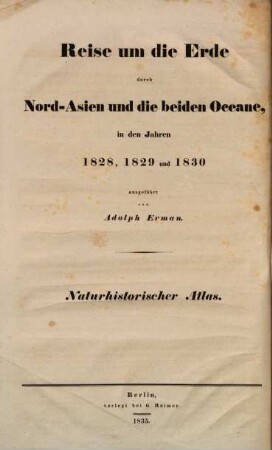 Reise um die Erde
durch
Nord-Asien und die beiden Oceane,
in den Jahren
1828, 1829 und 1830
ausgeführt
von
Adolph Erman.
Naturhistorischer Atlas.
Berlin,
verlegt bei G. Reimer.
1835.